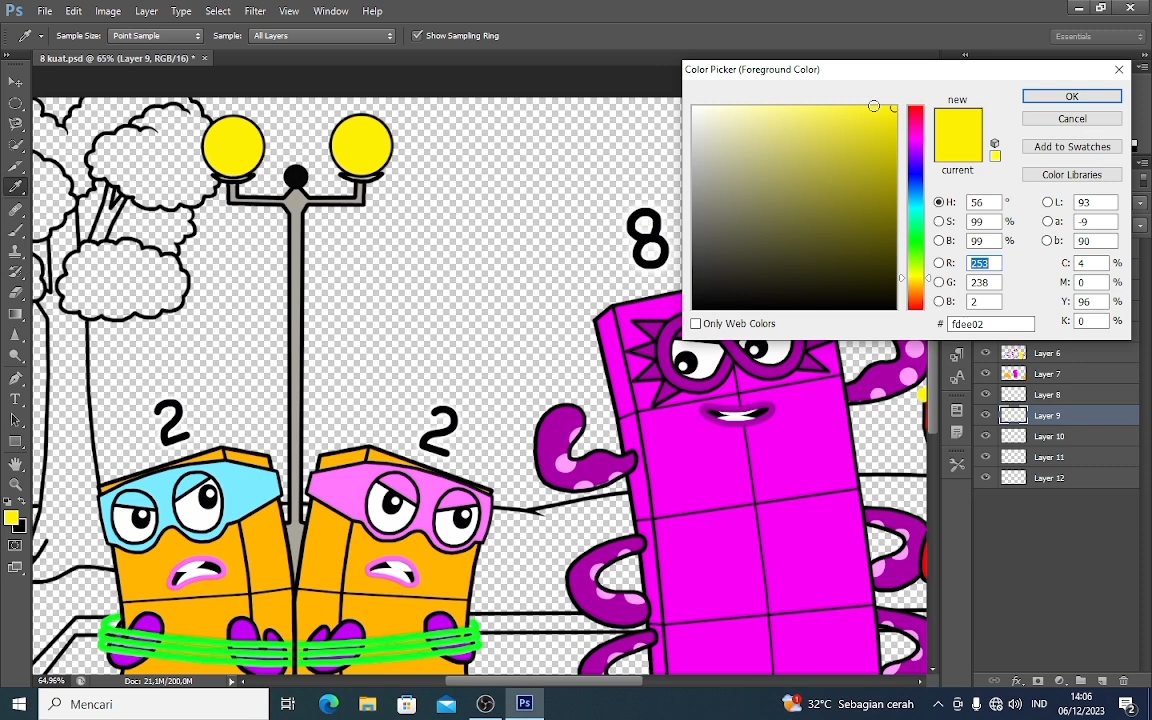 Ps File Edit Image Layer Type Select Filter View Window Help
Sample Size: Point Sample Sample: All Layers Show Sampling Ring Essentials
8 kuat.psd @ 65% (Layer 9, RGB/16) * ×
Color Picker (Foreground Color)
new
current
OK
Cancel
Add to Swatches
Color Libraries
H: 56 ° L: 93
S: 99 % a: -9
B: 99 % b: 90
R: 253 C: 4 %
G: 238 M: 0 %
B: 2 Y: 96 %
Only Web Colors # fdee02 K: 0 %
8
2
2
Layer 6
Layer 7
Layer 8
Layer 9
Layer 10
Layer 11
Layer 12
64,96% Doc: 21,1M/200,0M
fx
Mencari
Ps
32°C Sebagian cerah
IND
14:06
06/12/2023
2